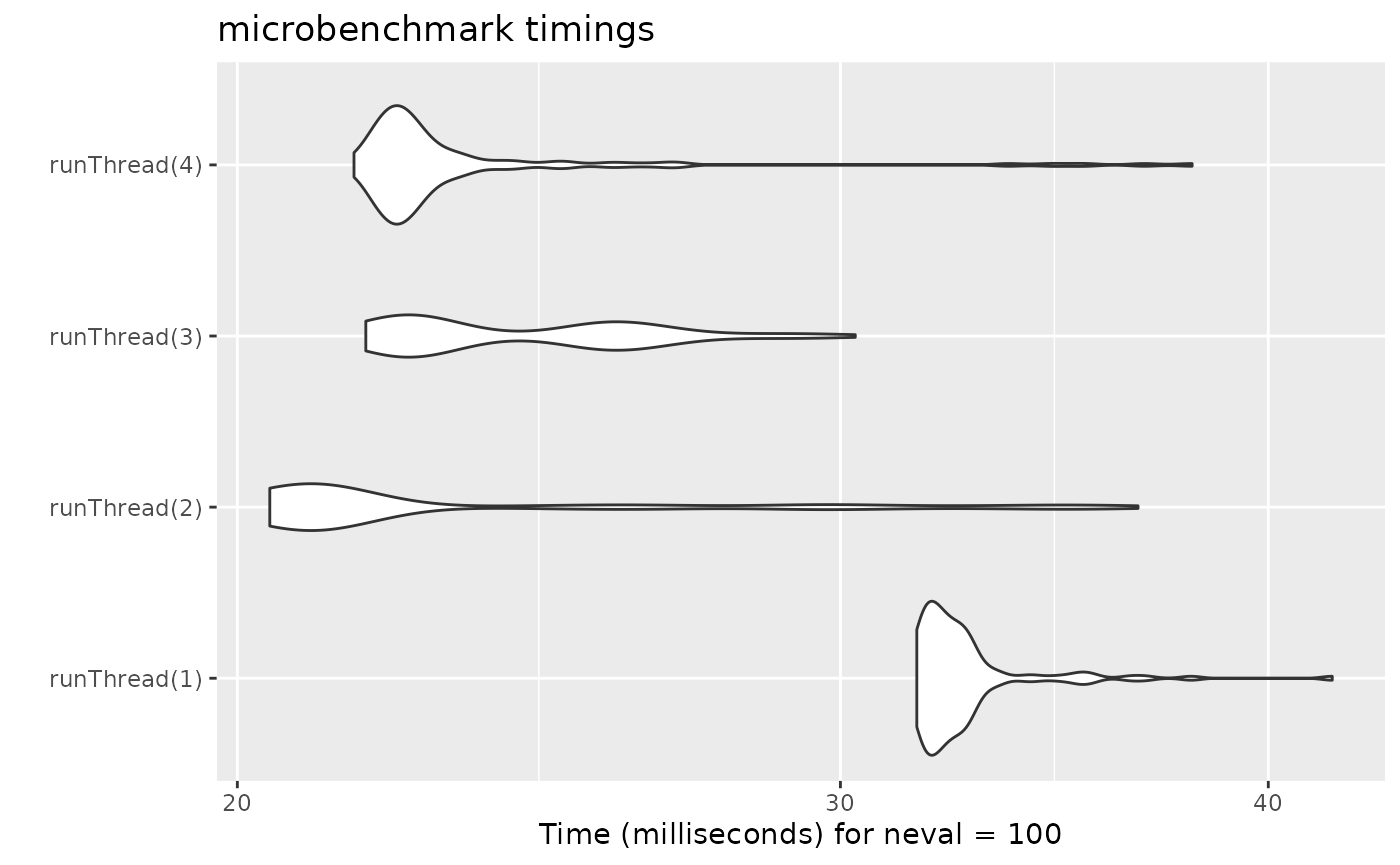 microbenchmark timings
runThread(4)
runThread(3)
runThread(2)
runThread(1)
20 30 40
Time (milliseconds) for neval = 100